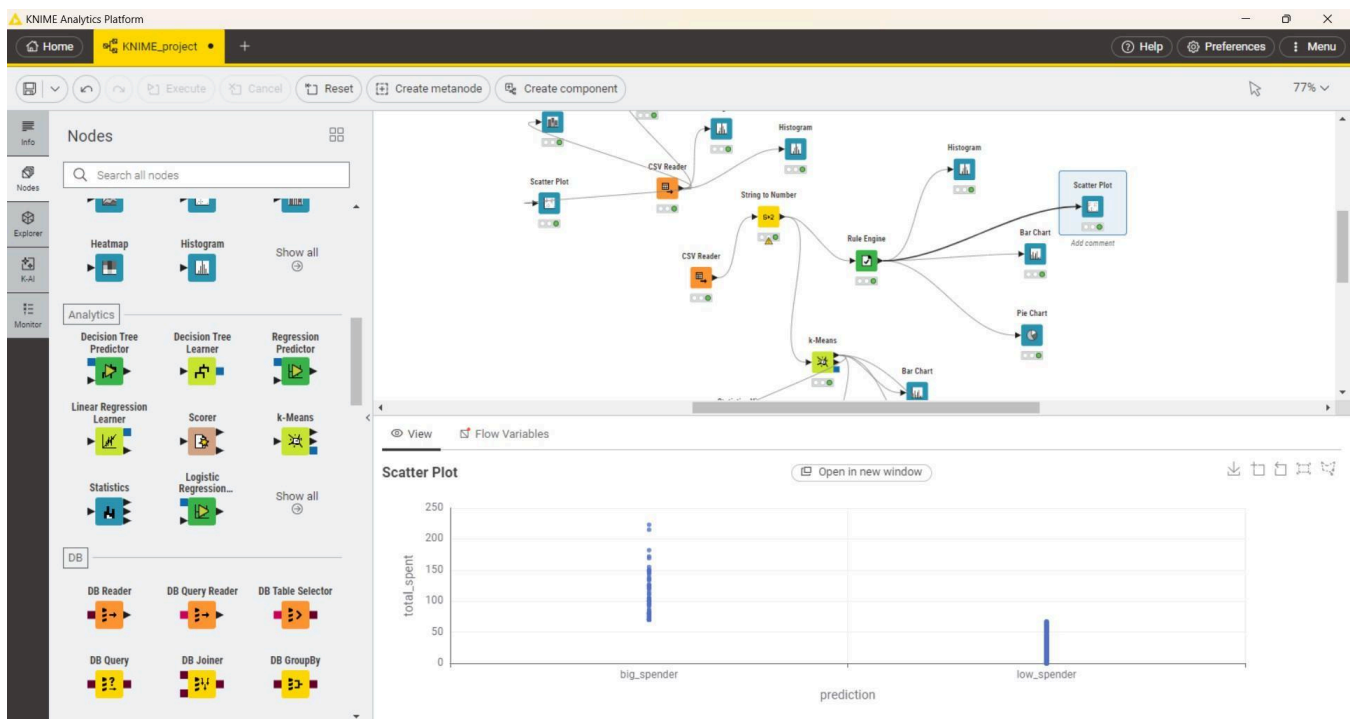 KNIME Analytics Platform
Home
KNIME_project
Help
Preferences
Menu
Execute
Cancel
Reset
Create metanode
Create component
77%
Info
Nodes
Explorer
K-AI
Monitor
Nodes
Search all nodes
Heatmap
Histogram
Show all
Analytics
Decision Tree
Predictor
Decision Tree
Learner
Regression
Predictor
Linear Regression
Learner
Scorer
k-Means
Statistics
Logistic
Regression...
Show all
DB
DB Reader
DB Query Reader
DB Table Selector
DB Query
DB Joiner
DB GroupBy
Histogram
CSV Reader
Scatter Plot
String to Number
S+2
CSV Reader
Rule Engine
Histogram
Scatter Plot
Add comment
Bar Chart
Pie Chart
k-Means
Bar Chart
View
Flow Variables
Scatter Plot
Open in new window
250
200
150
100
50
0
total_spent
big_spender
low_spender
prediction